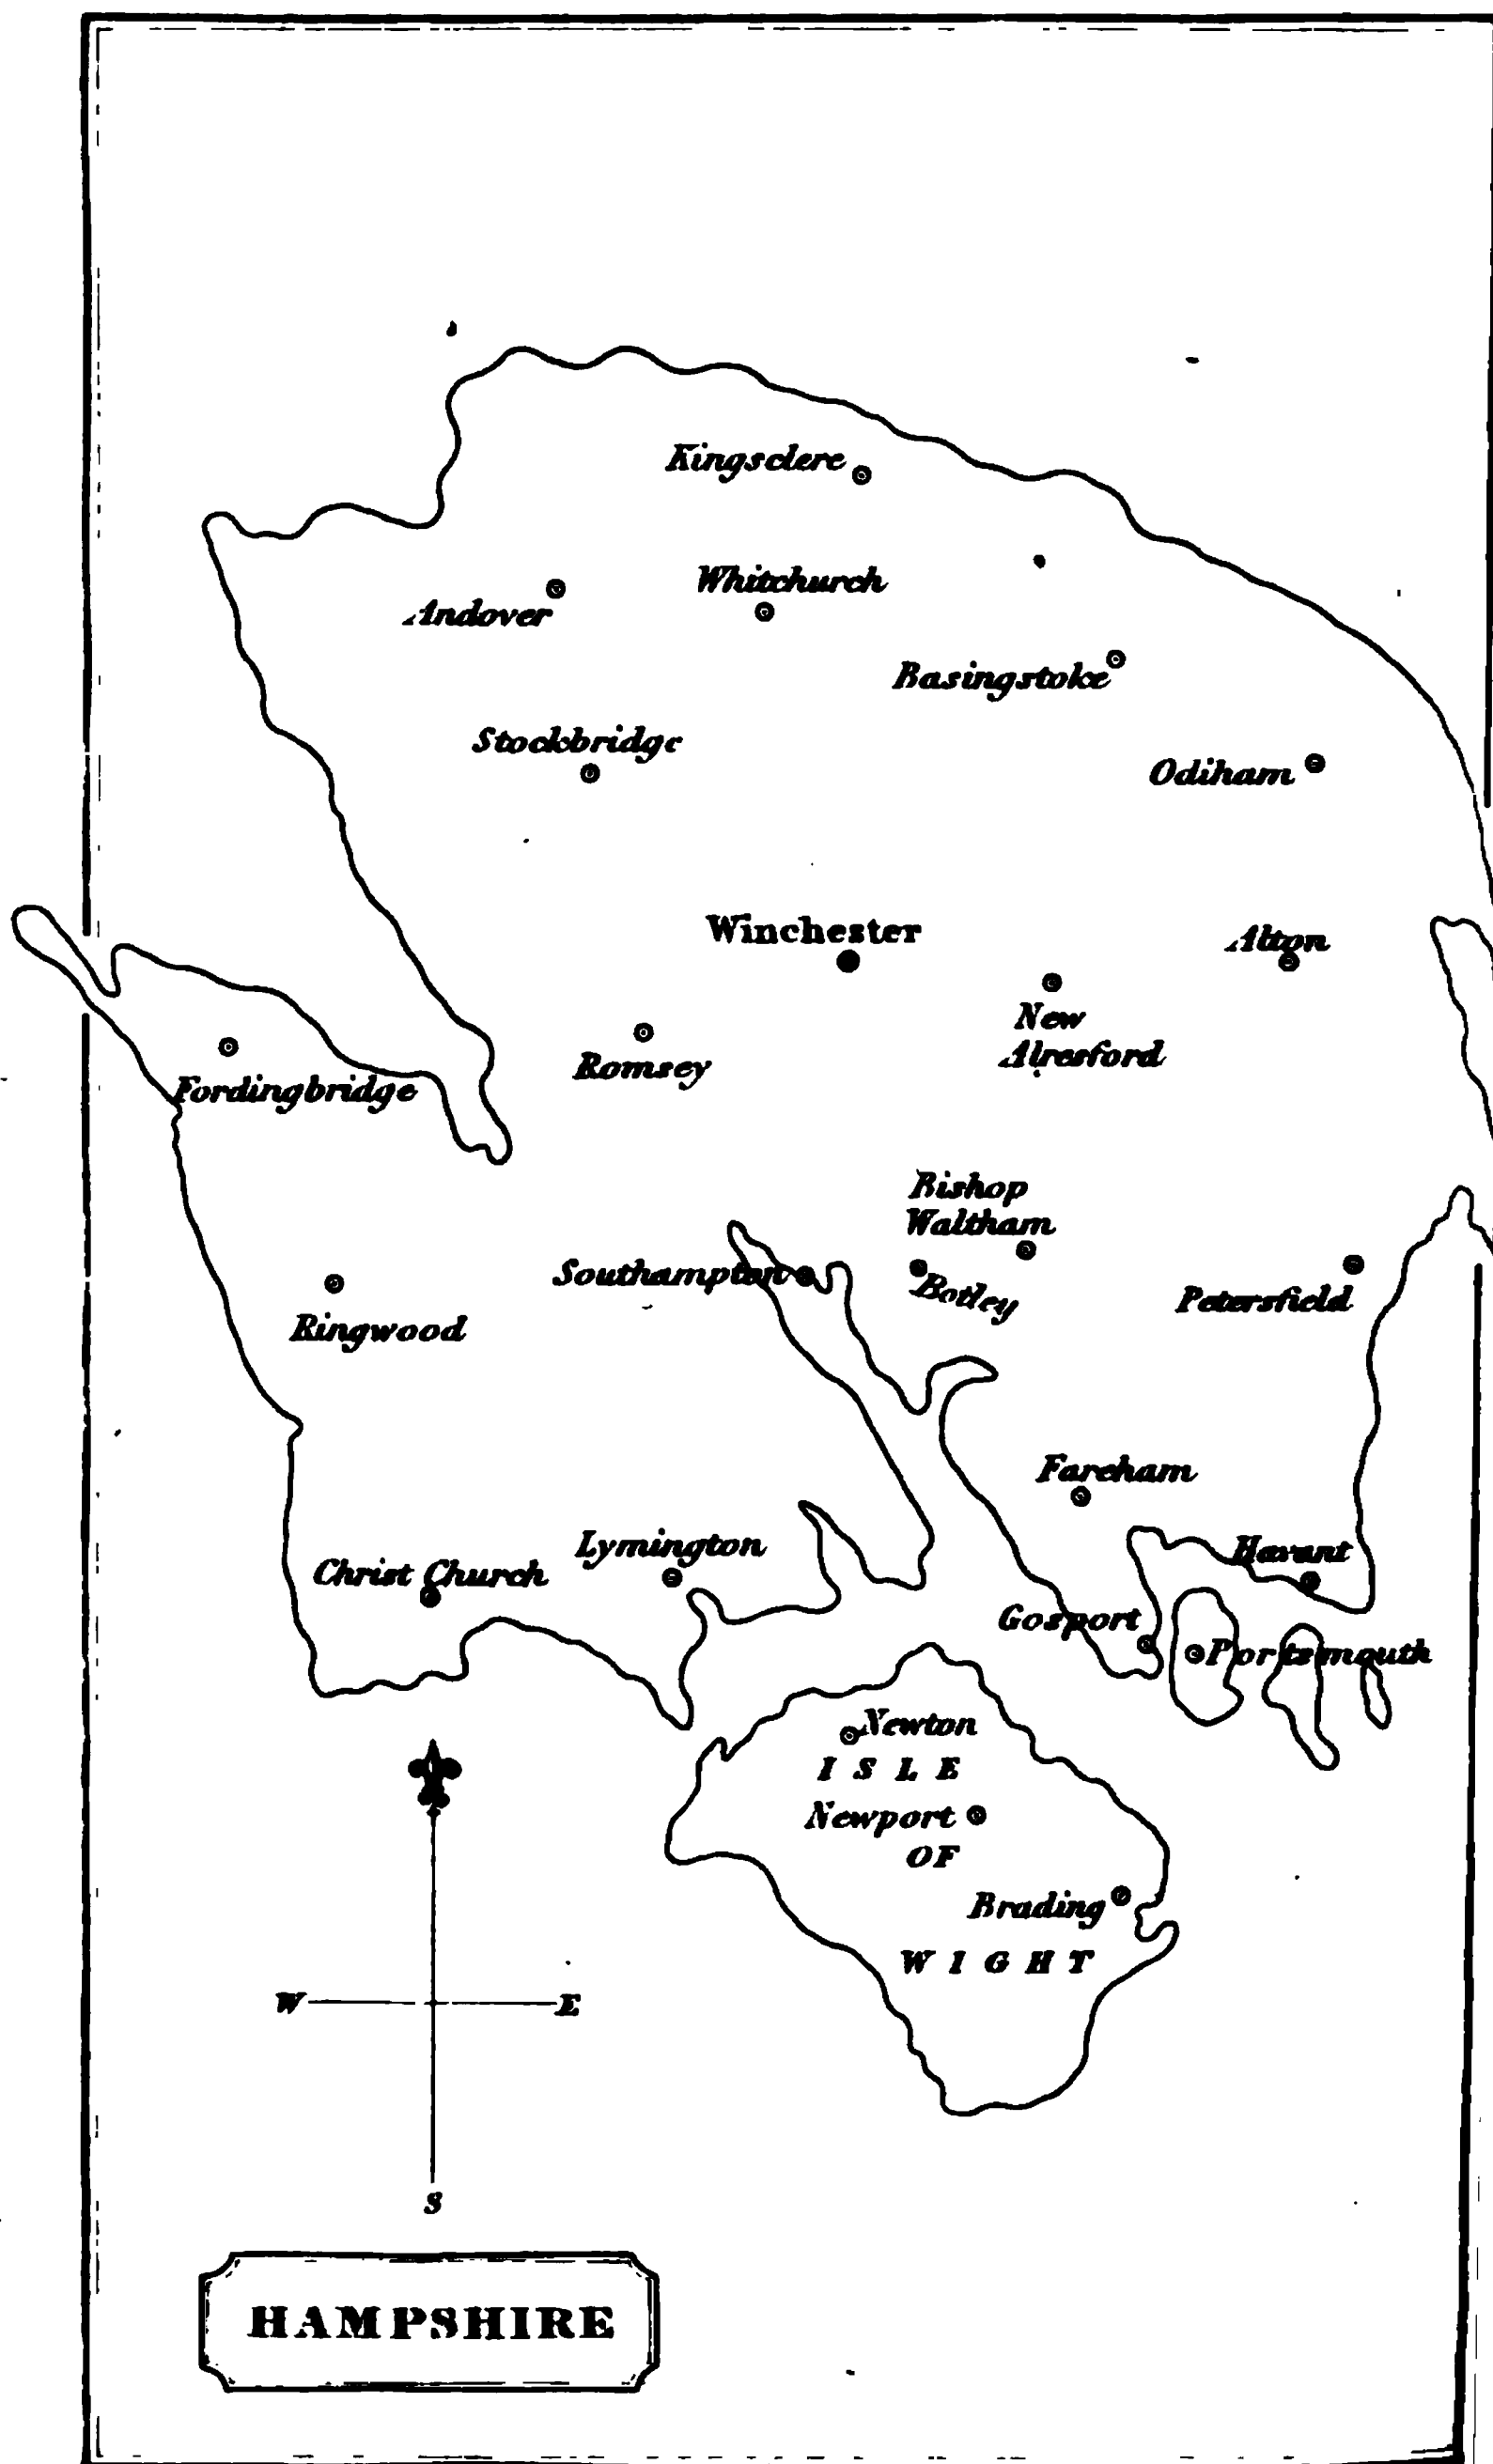 Kingsclere
Whitchurch
Andover
Basingstoke
Stockbridge
Odiham
Winchester
Alton
New
Alresford
Romsey
Fordingbridge
Bishop
Waltham
Southampton
Botley
Petersfield
Ringwood
Fareham
Lymington
Havant
Christ Church
Gosport
Portsmouth
Newton
ISLE
Newport
OF
Brading
WIGHT
W
E
S
HAMPSHIRE